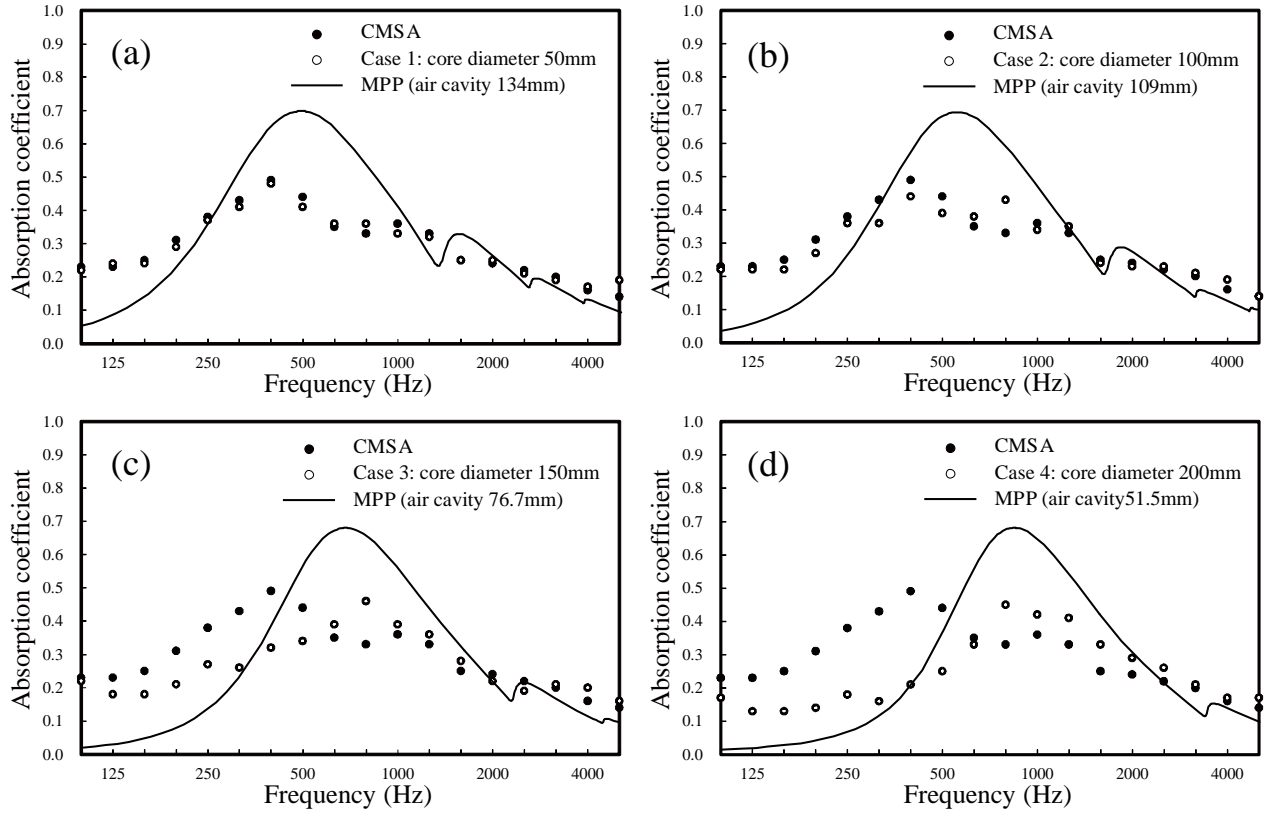 (a)
CMSA
Case 1: core diameter 50mm
MPP (air cavity 134mm)
Absorption coefficient
1.0
0.9
0.8
0.7
0.6
0.5
0.4
0.3
0.2
0.1
0.0
125 250 500 1000 2000 4000
Frequency (Hz)
(b)
CMSA
Case 2: core diameter 100mm
MPP (air cavity 109mm)
Absorption coefficient
1.0
0.9
0.8
0.7
0.6
0.5
0.4
0.3
0.2
0.1
0.0
125 250 500 1000 2000 4000
Frequency (Hz)
(c)
CMSA
Case 3: core diameter 150mm
MPP (air cavity 76.7mm)
Absorption coefficient
1.0
0.9
0.8
0.7
0.6
0.5
0.4
0.3
0.2
0.1
0.0
125 250 500 1000 2000 4000
Frequency (Hz)
(d)
CMSA
Case 4: core diameter 200mm
MPP (air cavity51.5mm)
Absorption coefficient
1.0
0.9
0.8
0.7
0.6
0.5
0.4
0.3
0.2
0.1
0.0
125 250 500 1000 2000 4000
Frequency (Hz)